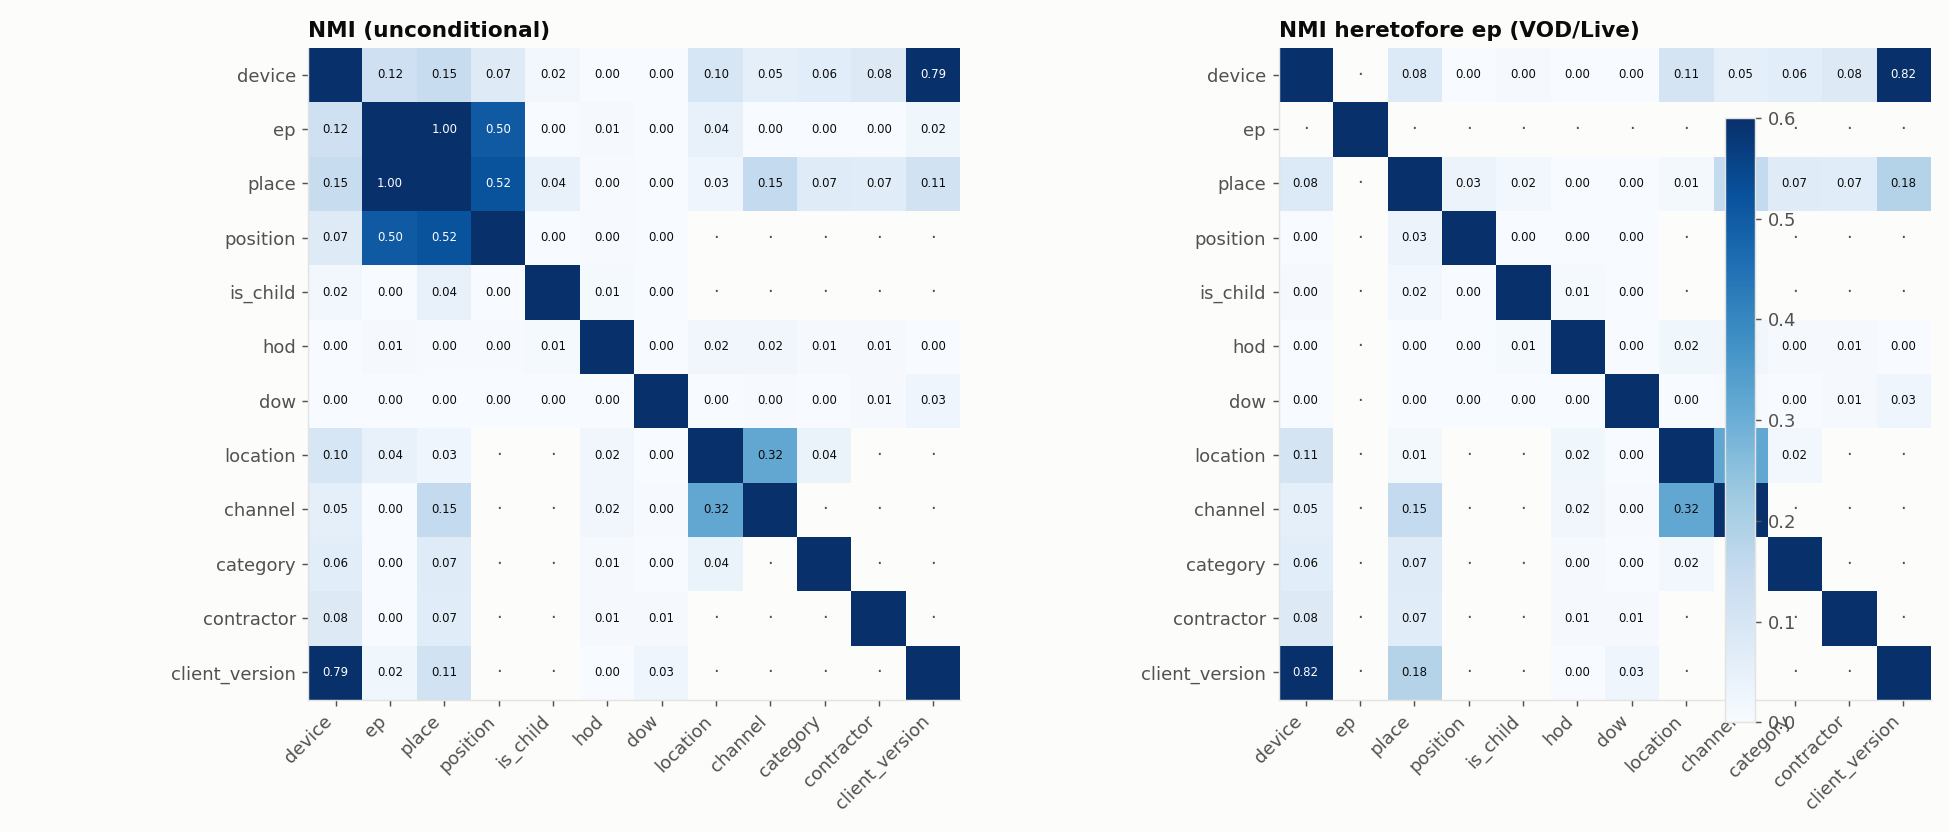 NMI (unconditional)
device 0.12 0.15 0.07 0.02 0.00 0.00 0.10 0.05 0.06 0.08 0.79
ep 0.12 1.00 0.50 0.00 0.01 0.00 0.04 0.00 0.00 0.00 0.02
place 0.15 1.00 0.52 0.04 0.00 0.00 0.03 0.15 0.07 0.07 0.11
position 0.07 0.50 0.52 0.00 0.00 0.00 · · · · ·
is_child 0.02 0.00 0.04 0.00 0.01 0.00 · · · · ·
hod 0.00 0.01 0.00 0.00 0.01 0.00 0.02 0.02 0.01 0.01 0.00
dow 0.00 0.00 0.00 0.00 0.00 0.00 0.00 0.00 0.00 0.01 0.03
location 0.10 0.04 0.03 · · 0.02 0.00 0.32 0.04 · ·
channel 0.05 0.00 0.15 · · 0.02 0.00 0.32 · · ·
category 0.06 0.00 0.07 · · 0.01 0.00 0.04 · · ·
contractor 0.08 0.00 0.07 · · 0.01 0.01 · · · ·
client_version 0.79 0.02 0.11 · · 0.00 0.03 · · · ·
device ep place position is_child hod dow location channel category contractor client_version
NMI heretofore ep (VOD/Live)
device · 0.08 0.00 0.00 0.00 0.00 0.11 0.05 0.06 0.08 0.82
ep · · · · · · · · · ·
place 0.08 · 0.03 0.02 0.00 0.00 0.01 0.07 0.07 0.18
position 0.00 · 0.03 0.00 0.00 0.00 · · · ·
is_child 0.00 · 0.02 0.00 0.01 0.00 · · · ·
hod 0.00 · 0.00 0.00 0.01 0.00 0.02 0.00 0.01 0.00
dow 0.00 · 0.00 0.00 0.00 0.00 0.00 0.00 0.01 0.03
location 0.11 · 0.01 · · 0.02 0.00 0.02 · ·
channel 0.05 · 0.15 · · 0.02 0.00 0.32 · · ·
category 0.06 · 0.07 · · 0.00 0.00 0.02 · ·
contractor 0.08 · 0.07 · · 0.01 0.01 · · ·
client_version 0.82 · 0.18 · · 0.00 0.03 · · ·
device ep place position is_child hod dow location channel category contractor client_version
0.6
0.5
0.4
0.3
0.2
0.1
0.0